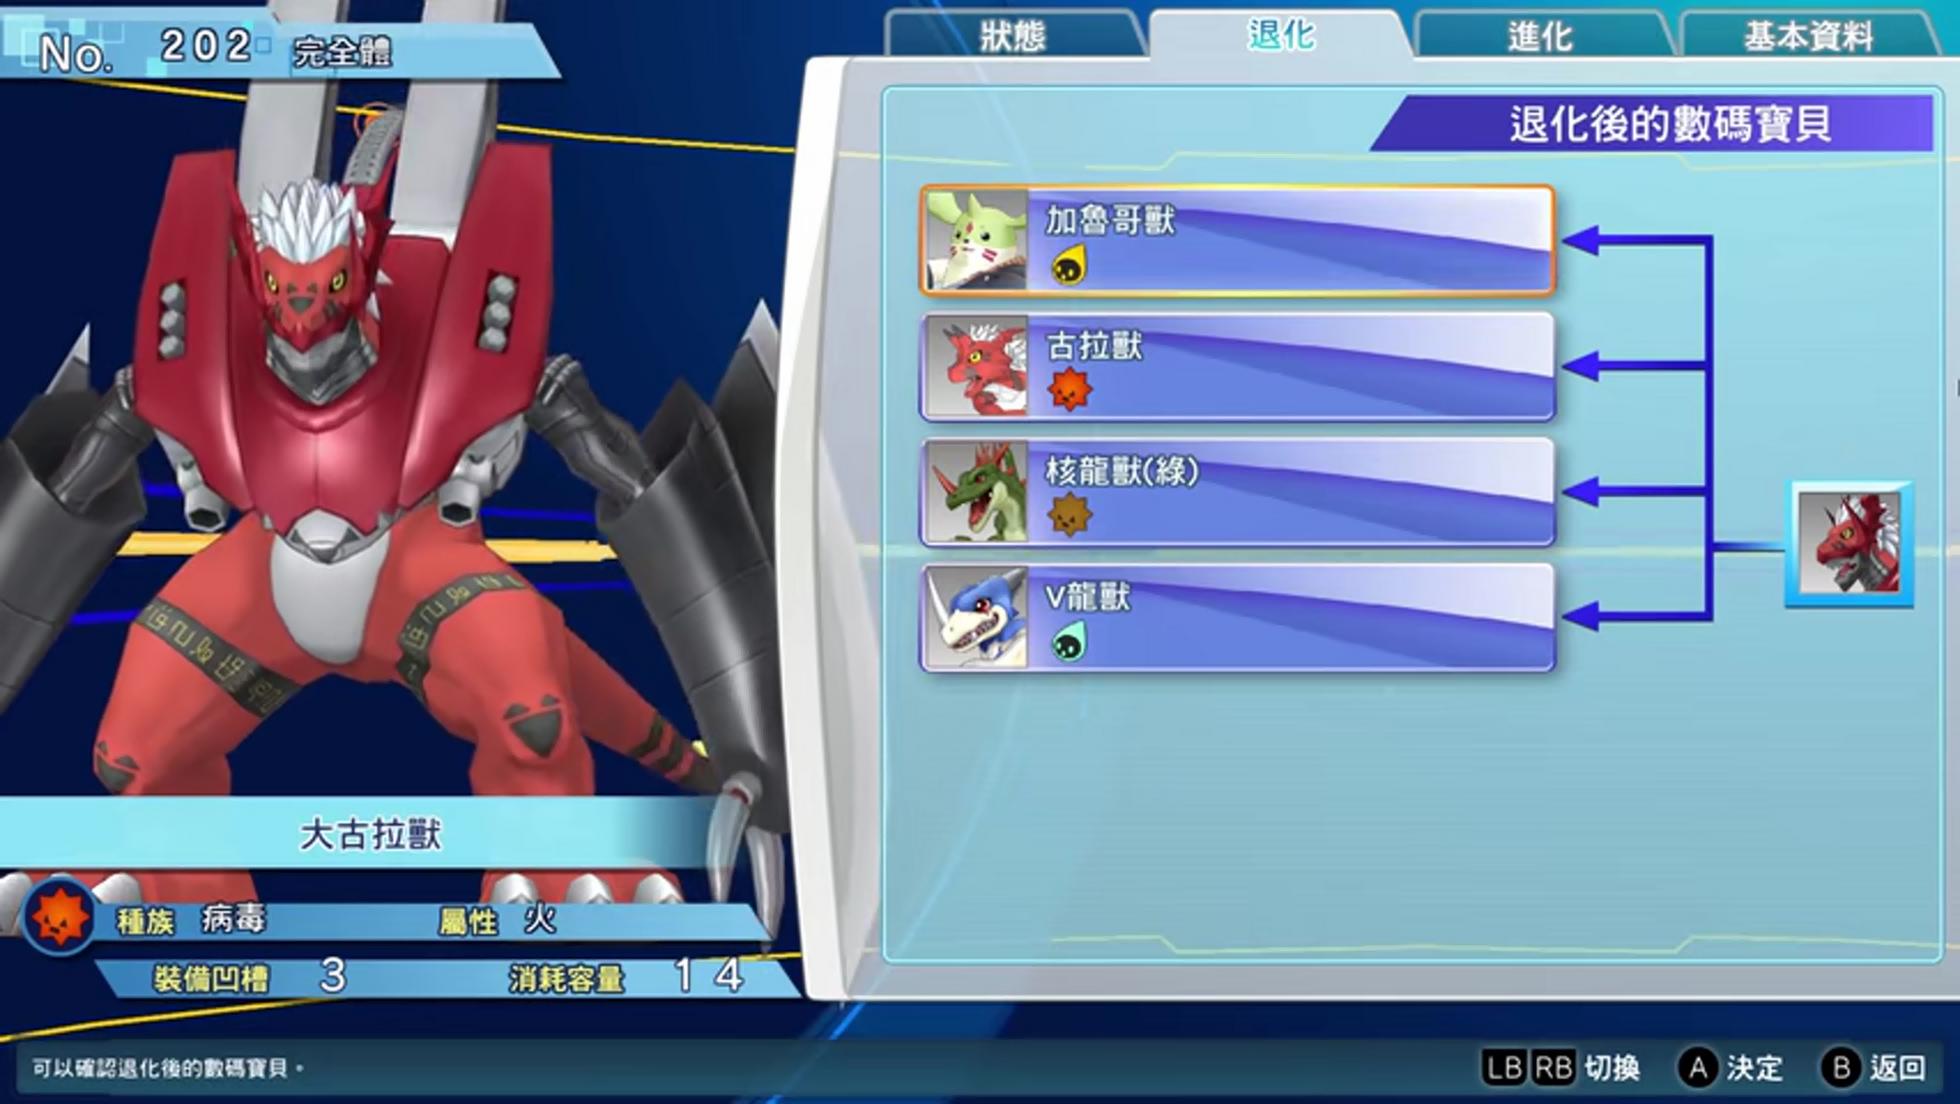 No. 202 完全體
狀態 退化 進化 基本資料
退化後的數碼寶貝
加魯哥獸
古拉獸
核龍獸(綠)
V龍獸
大古拉獸
種族 病毒 屬性 火
裝備凹槽 3 消耗容量 14
可以確認退化後的數碼寶貝。
LB RB 切換 A 決定 B 返回